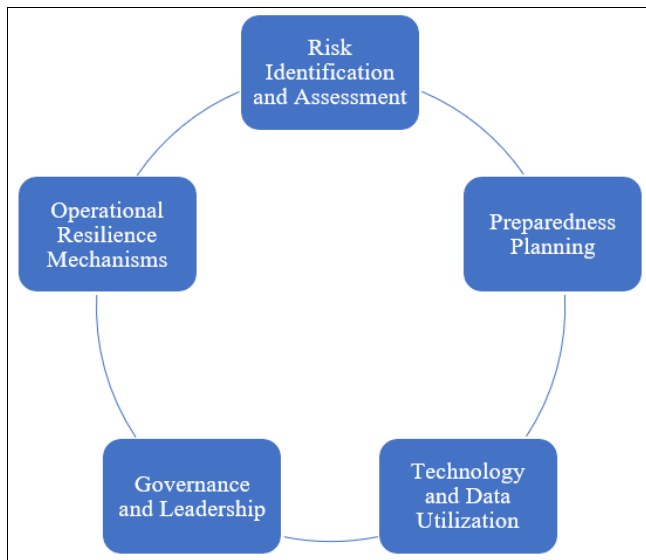 Risk
Identification
and Assessment
Preparedness
Planning
Technology
and Data
Utilization
Governance
and Leadership
Operational
Resilience
Mechanisms